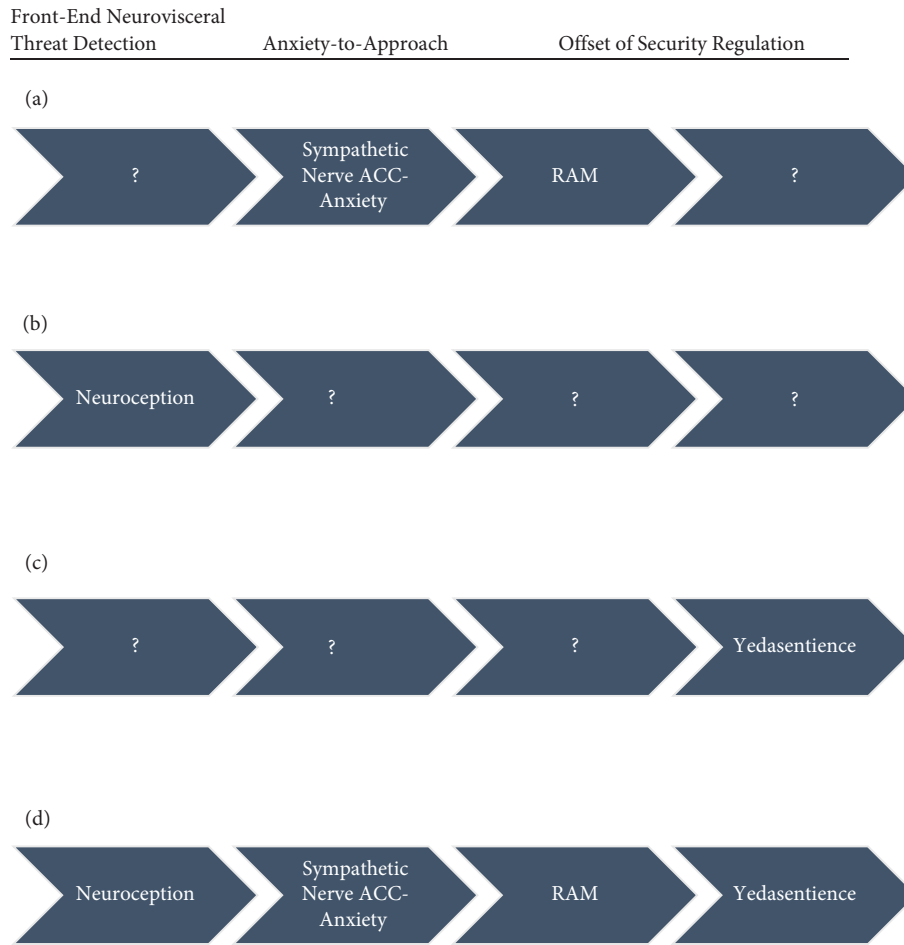 Front-End Neurovisceral
Threat Detection
Anxiety-to-Approach
Offset of Security Regulation
(a)
?
Sympathetic
Nerve ACC-
Anxiety
RAM
?
(b)
Neuroception
?
?
?
(c)
?
?
?
Yedasentience
(d)
Neuroception
Sympathetic
Nerve ACC-
Anxiety
RAM
Yedasentience